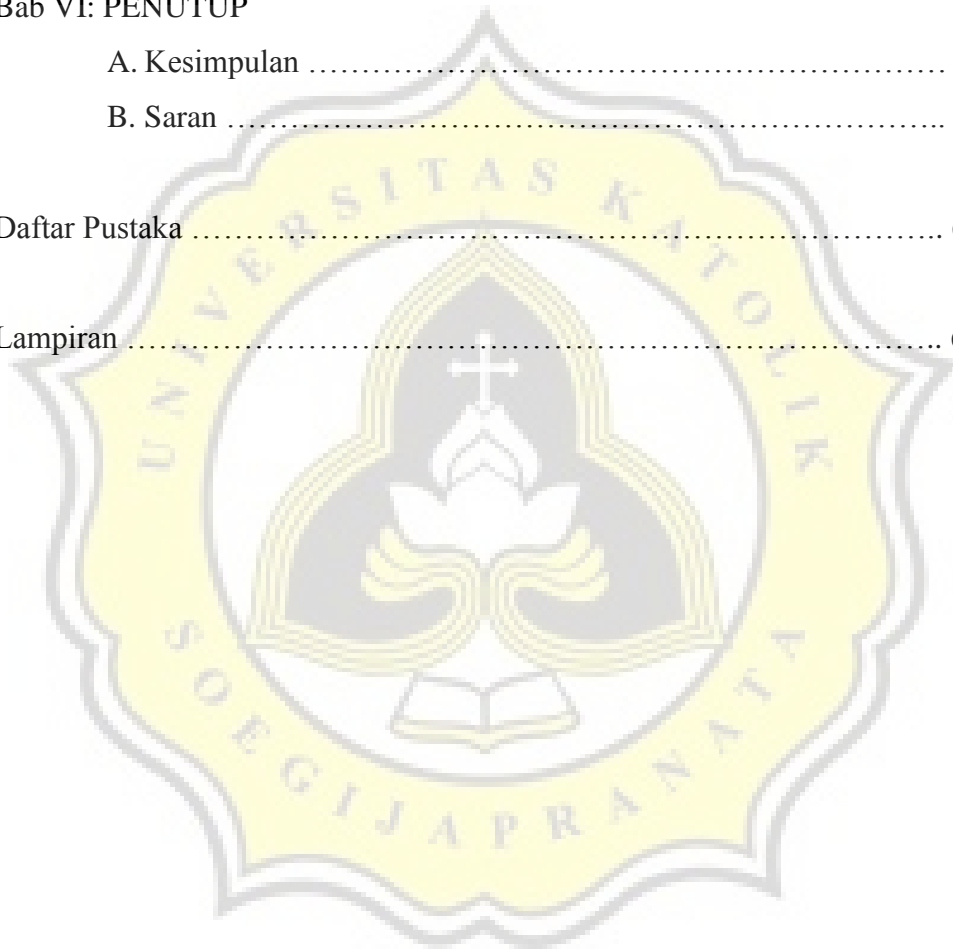 Bab VI: PENUTUP
A. Kesimpulan ……………………………………………………
B. Saran …………………………………………………………..
Daftar Pustaka ……………………………………………………………..
Lampiran …………………………………………………………………..
UNIVERSITAS KATOLIK
SOEGIJAPRANATA